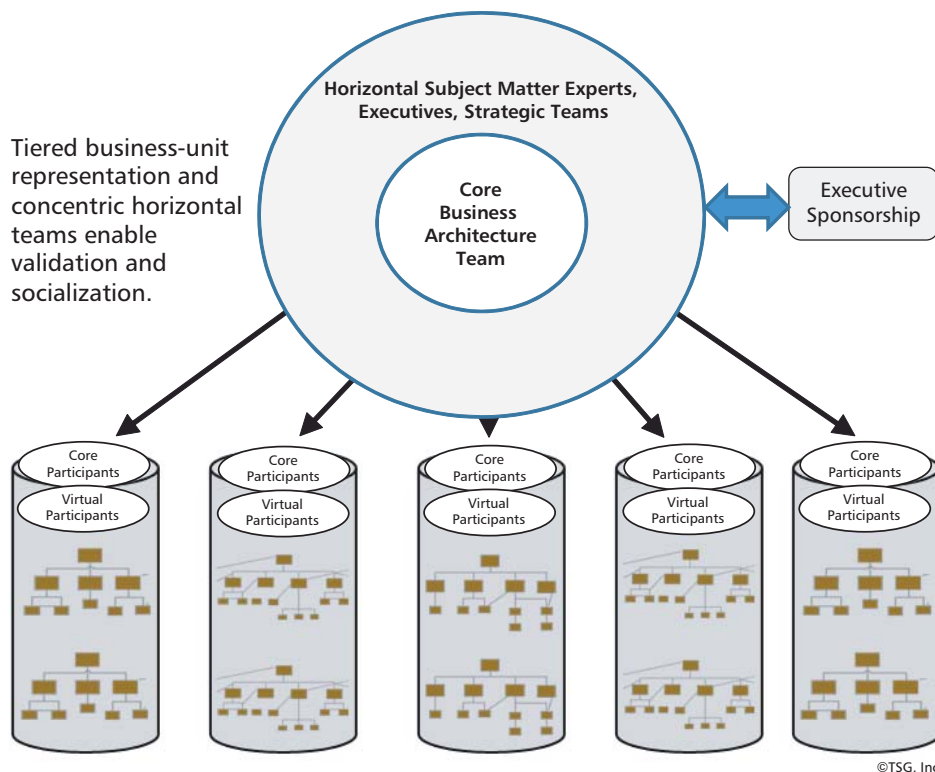 Horizontal Subject Matter Experts,
Executives, Strategic Teams
Tiered business-unit
representation and
concentric horizontal
teams enable
validation and
socialization.
Core
Business
Architecture
Team
Executive
Sponsorship
Core
Participants
Virtual
Participants
Core
Participants
Virtual
Participants
Core
Participants
Virtual
Participants
Core
Participants
Virtual
Participants
Core
Participants
Virtual
Participants
©TSG, Inc